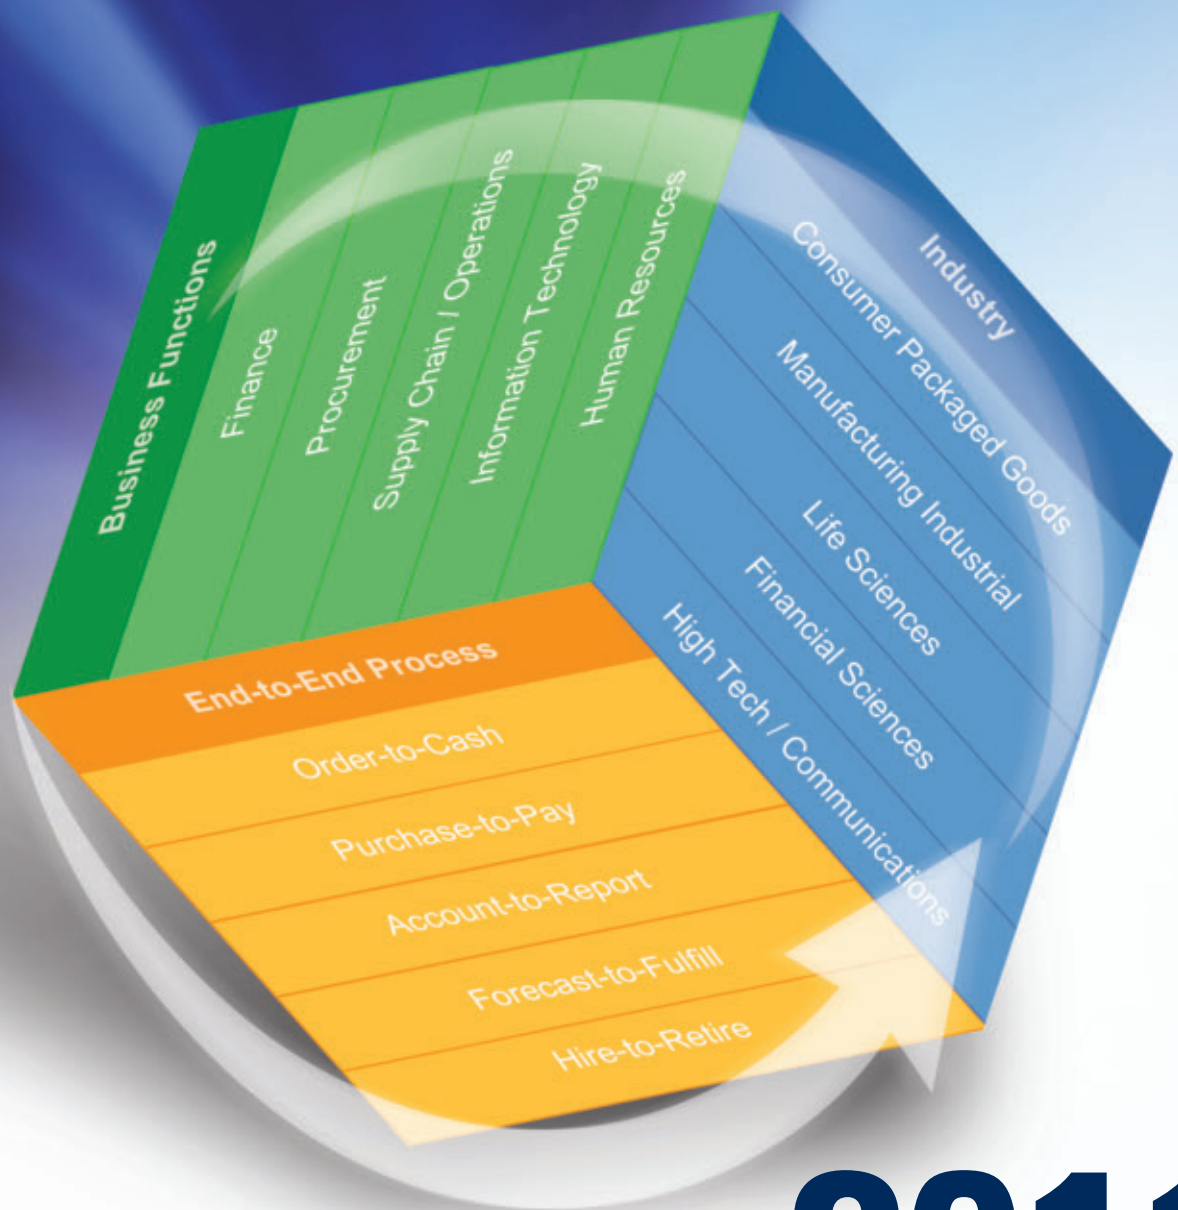 Business Functions
Finance
Procurement
Supply Chain / Operations
Information Technology
Human Resources
Industry
Consumer Packaged Goods
Manufacturing Industrial
Life Sciences
Financial Sciences
High Tech / Communications
End-to-End Process
Order-to-Cash
Purchase-to-Pay
Account-to-Report
Forecast-to-Fulfill
Hire-to-Retire